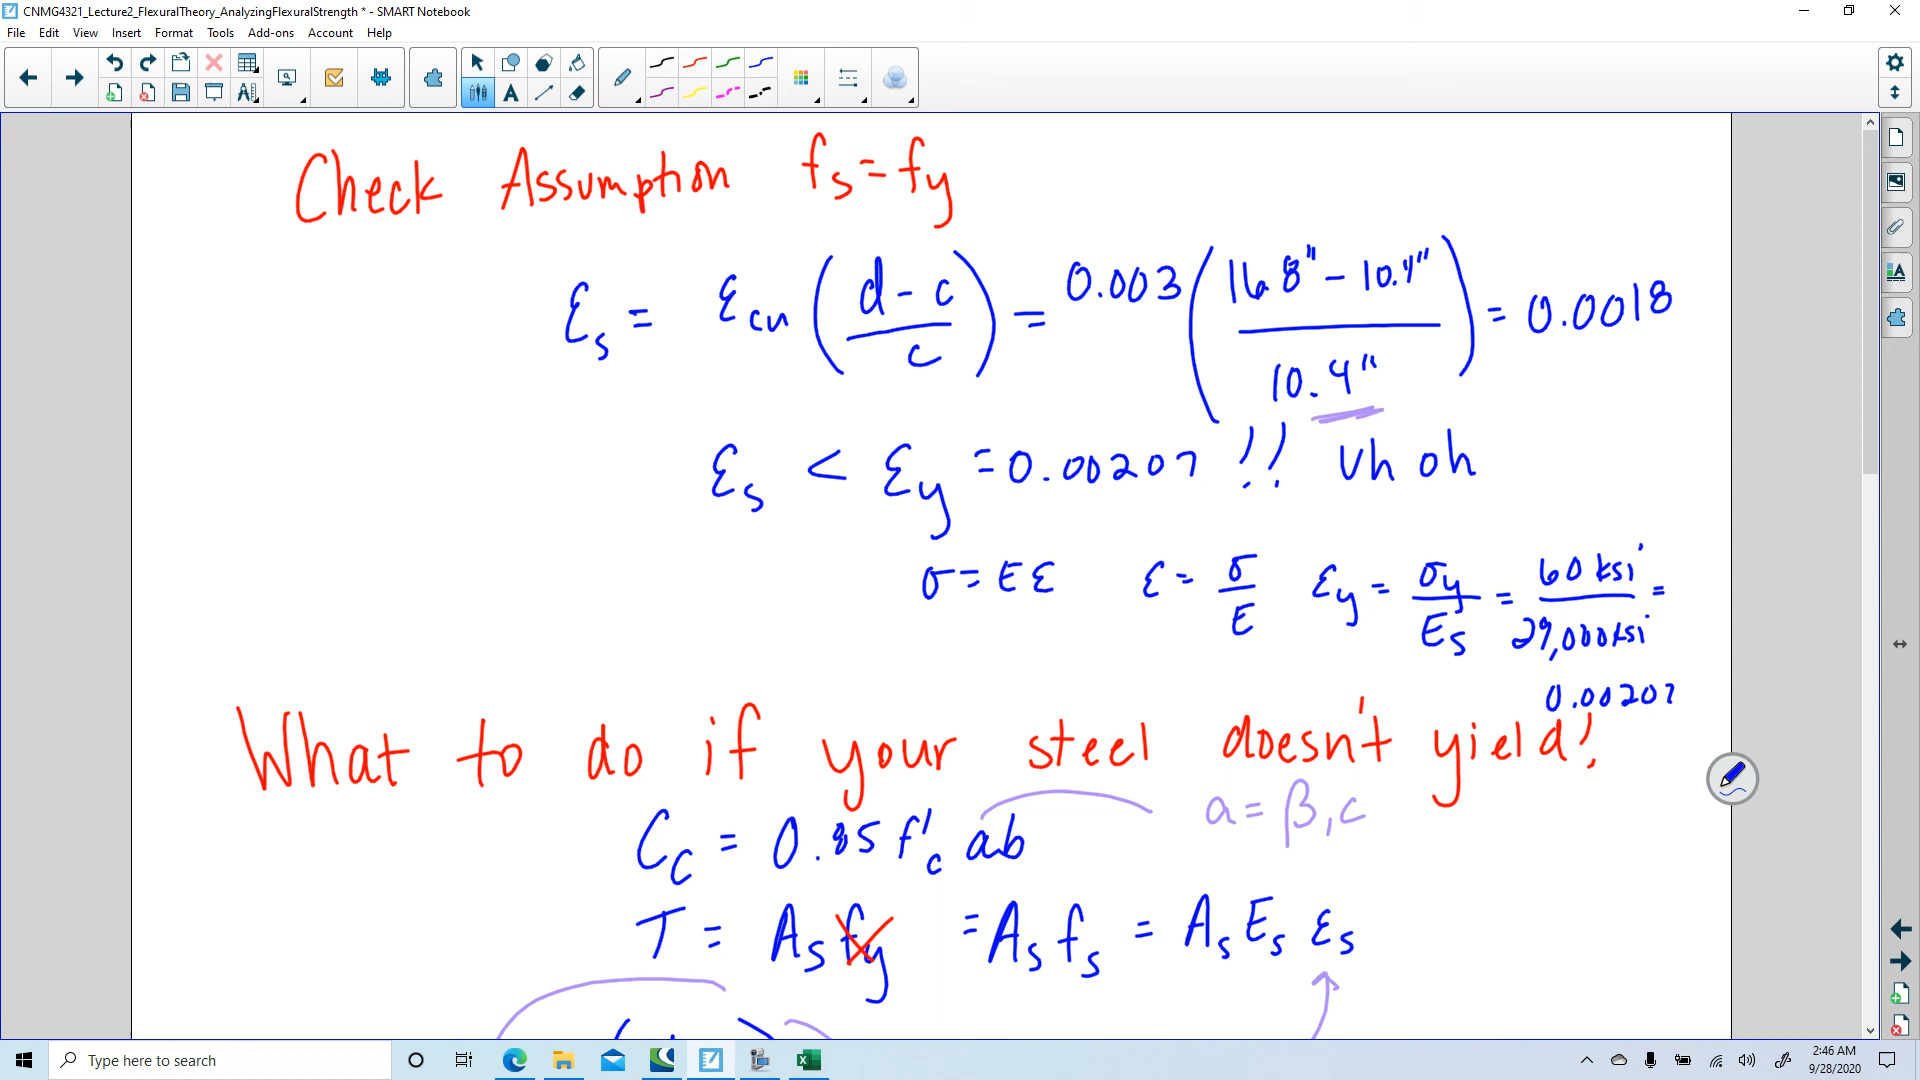 CNMG4321_Lecture2_FlexuralTheory_AnalyzingFlexuralStrength * - SMART Notebook
File Edit View Insert Format Tools Add-ons Account Help
Check Assumption fs = fy
εs = εcu ( d - c / c ) = 0.003 ( 16.8" - 10.4" / 10.4" ) = 0.0018
εs < εy = 0.00207 !! Uh oh
σ = Eε ε = σ / E εy = σy / Es = 60 ksi / 29,000 ksi =
0.00207
What to do if your steel doesn't yield!
a = β1c
Cc = 0.85 f'c ab
T = As fy = As fs = As Es εs
Type here to search
2:46 AM
9/28/2020